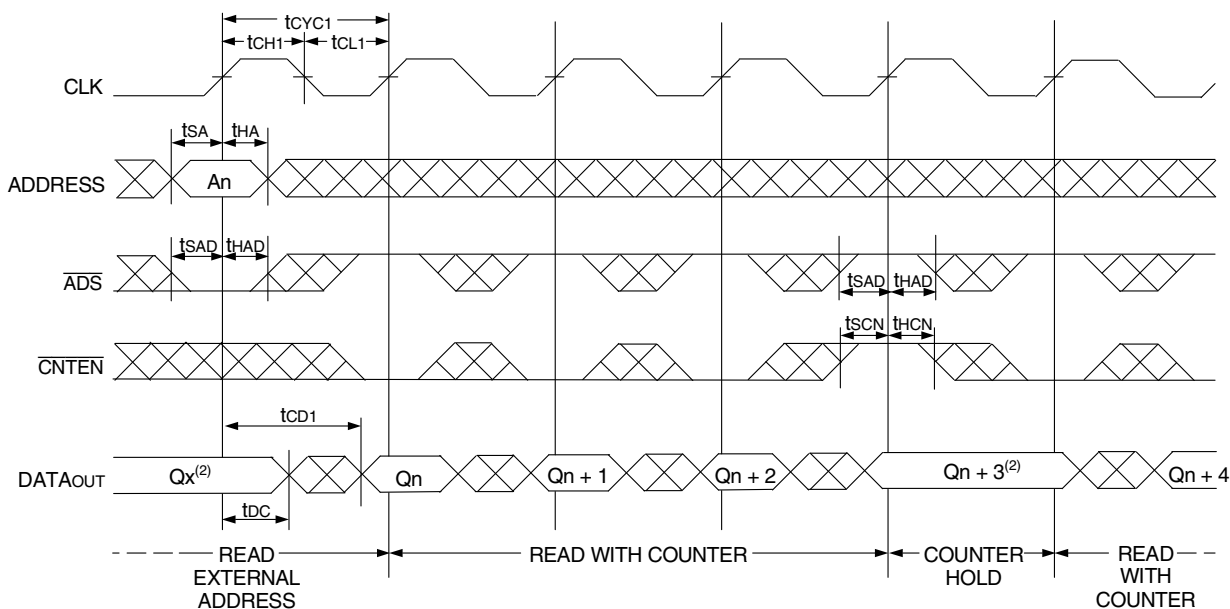 tCYC1
tCH1 tCL1
CLK
tSA tHA
ADDRESS An
tSAD tHAD
ADS
tSAD tHAD
tSCN tHCN
CNTEN
tCD1
DATAOUT Qx(2) Qn Qn + 1 Qn + 2 Qn + 3(2) Qn + 4
tDC
READ EXTERNAL ADDRESS
READ WITH COUNTER
COUNTER HOLD
READ WITH COUNTER